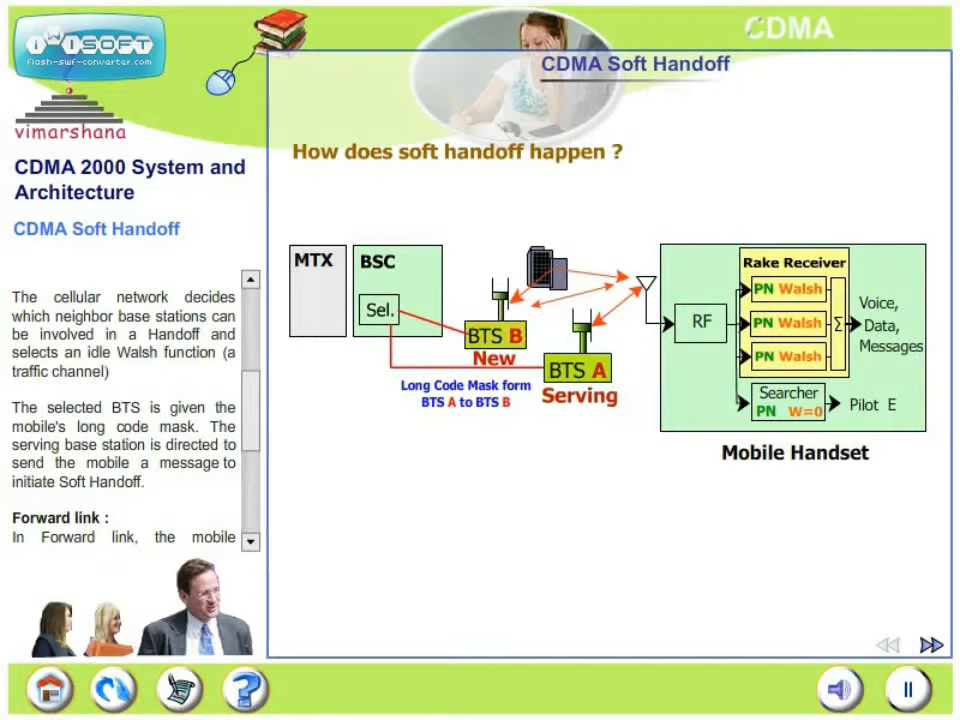 iWiSOFT
flash-swf-converter.com
CDMA
vimarshana
CDMA Soft Handoff
How does soft handoff happen ?
CDMA 2000 System and
Architecture
CDMA Soft Handoff
The cellular network decides
which neighbor base stations can
be involved in a Handoff and
selects an idle Walsh function (a
traffic channel)
The selected BTS is given the
mobile's long code mask. The
serving base station is directed to
send the mobile a message to
initiate Soft Handoff.
Forward link :
In Forward link, the mobile
MTX
BSC
Sel.
BTS B
New
BTS A
Serving
Long Code Mask form
BTS A to BTS B
RF
Rake Receiver
PN Walsh
PN Walsh
PN Walsh
Σ
Voice,
Data,
Messages
Searcher
PN W=0
Pilot E
Mobile Handset
?